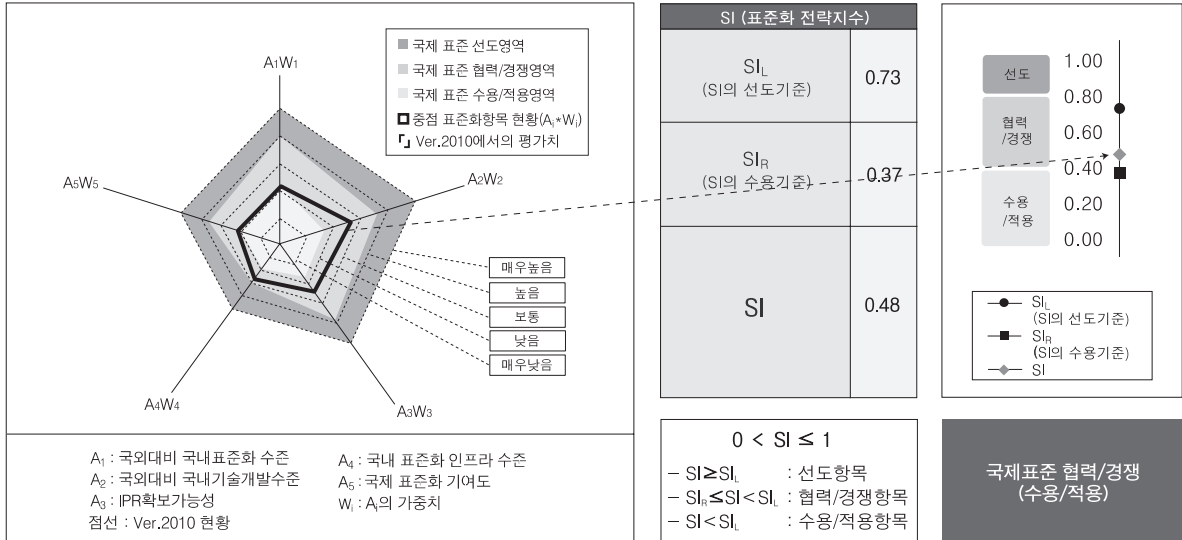 ■ 국제 표준 선도영역
■ 국제 표준 협력/경쟁영역
■ 국제 표준 수용/적용영역
중점 표준화항목 현황(Ai*Wi)
Ver.2010에서의 평가치
A1W1
A2W2
A5W5
A4W4
A3W3
매우높음
높음
보통
낮음
매우낮음
A1 : 국외대비 국내표준화 수준
A2 : 국외대비 국내기술개발수준
A3 : IPR확보가능성
점선 : Ver.2010 현황
A4 : 국내 표준화 인프라 수준
A5 : 국제 표준화 기여도
Wi : Ai의 가중치
SI (표준화 전략지수)
SIL
(SI의 선도기준)
0.73
SIR
(SI의 수용기준)
0.37
SI
0.48
0 < SI ≤ 1
– SI≥SIL : 선도항목
– SIR≤SI<SIL : 협력/경쟁항목
– SI<SIL : 수용/적용항목
선도
협력
/경쟁
수용
/적용
1.00
0.80
0.60
0.40
0.20
0.00
SIL
(SI의 선도기준)
SIR
(SI의 수용기준)
SI
국제표준 협력/경쟁
(수용/적용)